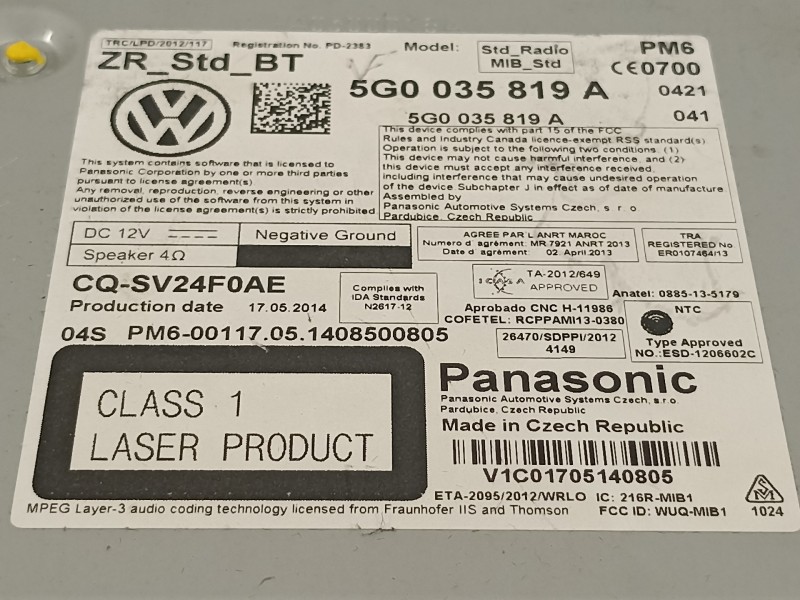 TRC/LPD/2012/117
Registration No. PD-2383
Model:
Std_Radio
MIB_Std
PM6
CE0700
ZR_Std_BT
5G0 035 819 A
0421
5G0 035 819 A
041
This device complies with part 15 of the FCC
Rules and Industry Canada licence-exempt RSS standard(s)
Operation is subject to the following two conditions. (1)
This device may not cause harmful interference, and (2)
This device must accept any interference received,
including interference that may cause undesired operation
of the device Subchapter J in effect as of date of manufacture.
Assembled by
Panasonic Automotive Systems Czech, s. r. o
Pardubice, Czech Republic
This system contains software that is licensed to
Panasonic Corporation by one or more third parties
pursuant to license agreement(s)
Any removal, reproduction, reverse engineering or other
unauthorized use of the software from this system in
violation of the license agreement(s) is strictly prohibited
DC 12V
Negative Ground
Speaker 4Ω
AGREE PAR L ANRT MAROC
Numero d agrément: MR 7921 ANRT 2013
Date d agrément: 02. April 2013
TRA
REGISTERED No
ER0107464/13
CQ-SV24F0AE
Production date 17.05.2014
Complies with
IDA Standards
N2617-12
ICASA
TA-2012/649
APPROVED
Anatel: 0885-13-5179
Aprobado CNC H-11986
COFETEL: RCPPAMI13-0380
NTC
Type Approved
NO.:ESD-1206602C
26470/SDPPI/2012
4149
04S PM6-00117.05.1408500805
CLASS 1
LASER PRODUCT
Panasonic
Panasonic Automotive Systems Czech, s.r.o.
Pardubice, Czech Republic
Made in Czech Republic
V1C01705140805
ETA-2095/2012/WRLO
IC: 216R-MIB1
FCC ID: WUQ-MIB1
1024
MPEG Layer-3 audio coding technology licensed from Fraunhofer IIS and Thomson